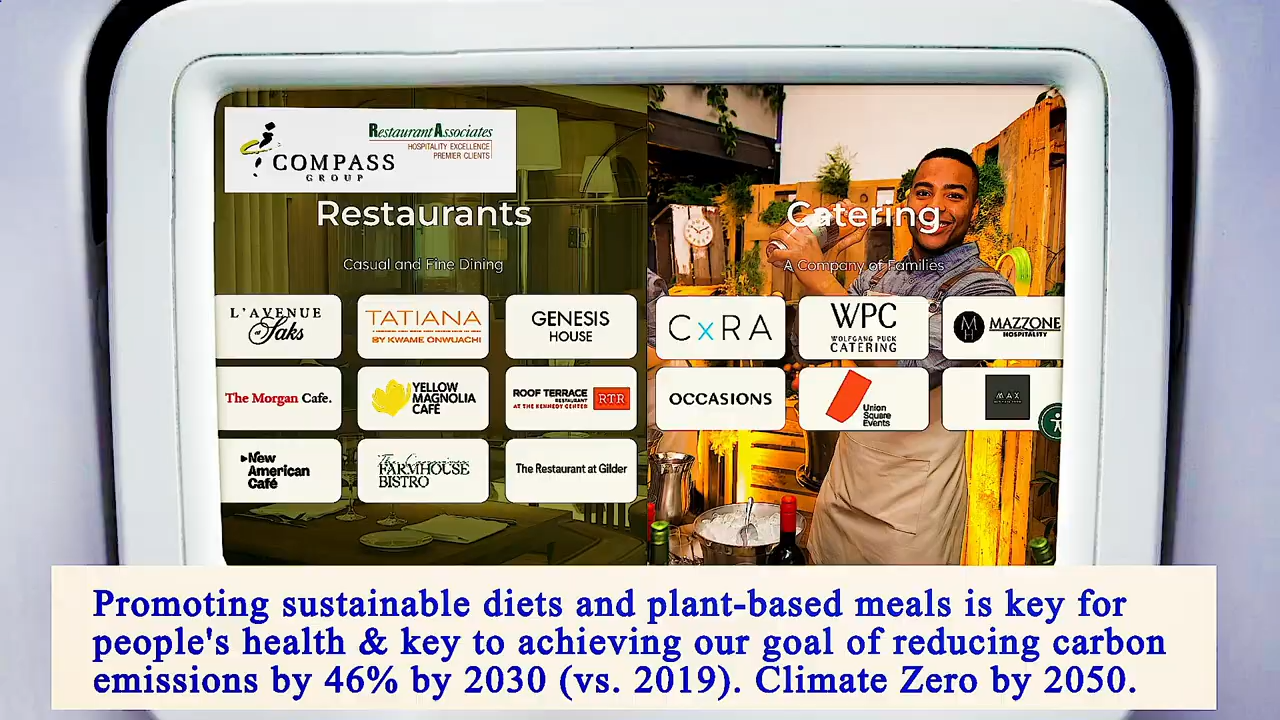 COMPASS
GROUP
Restaurant Associates
HOSPITALITY EXCELLENCE
PREMIER CLIENTS
Restaurants
Casual and Fine Dining
L'AVENUE
at Saks
TATIANA
BY KWAME ONWUACHI
GENESIS
HOUSE
The Morgan Cafe.
YELLOW
MAGNOLIA
CAFÉ
ROOF TERRACE
RESTAURANT
AT THE KENNEDY CENTER
RTR
New
American
Café
FARMHOUSE
BISTRO
The Restaurant at Gilder
Catering
A Company of Families
CxRA
WPC
WOLFGANG PUCK
CATERING
MH
MAZZONE
HOSPITALITY
OCCASIONS
Union
Square
Events
MAX
Promoting sustainable diets and plant-based meals is key for
people's health & key to achieving our goal of reducing carbon
emissions by 46% by 2030 (vs. 2019). Climate Zero by 2050.